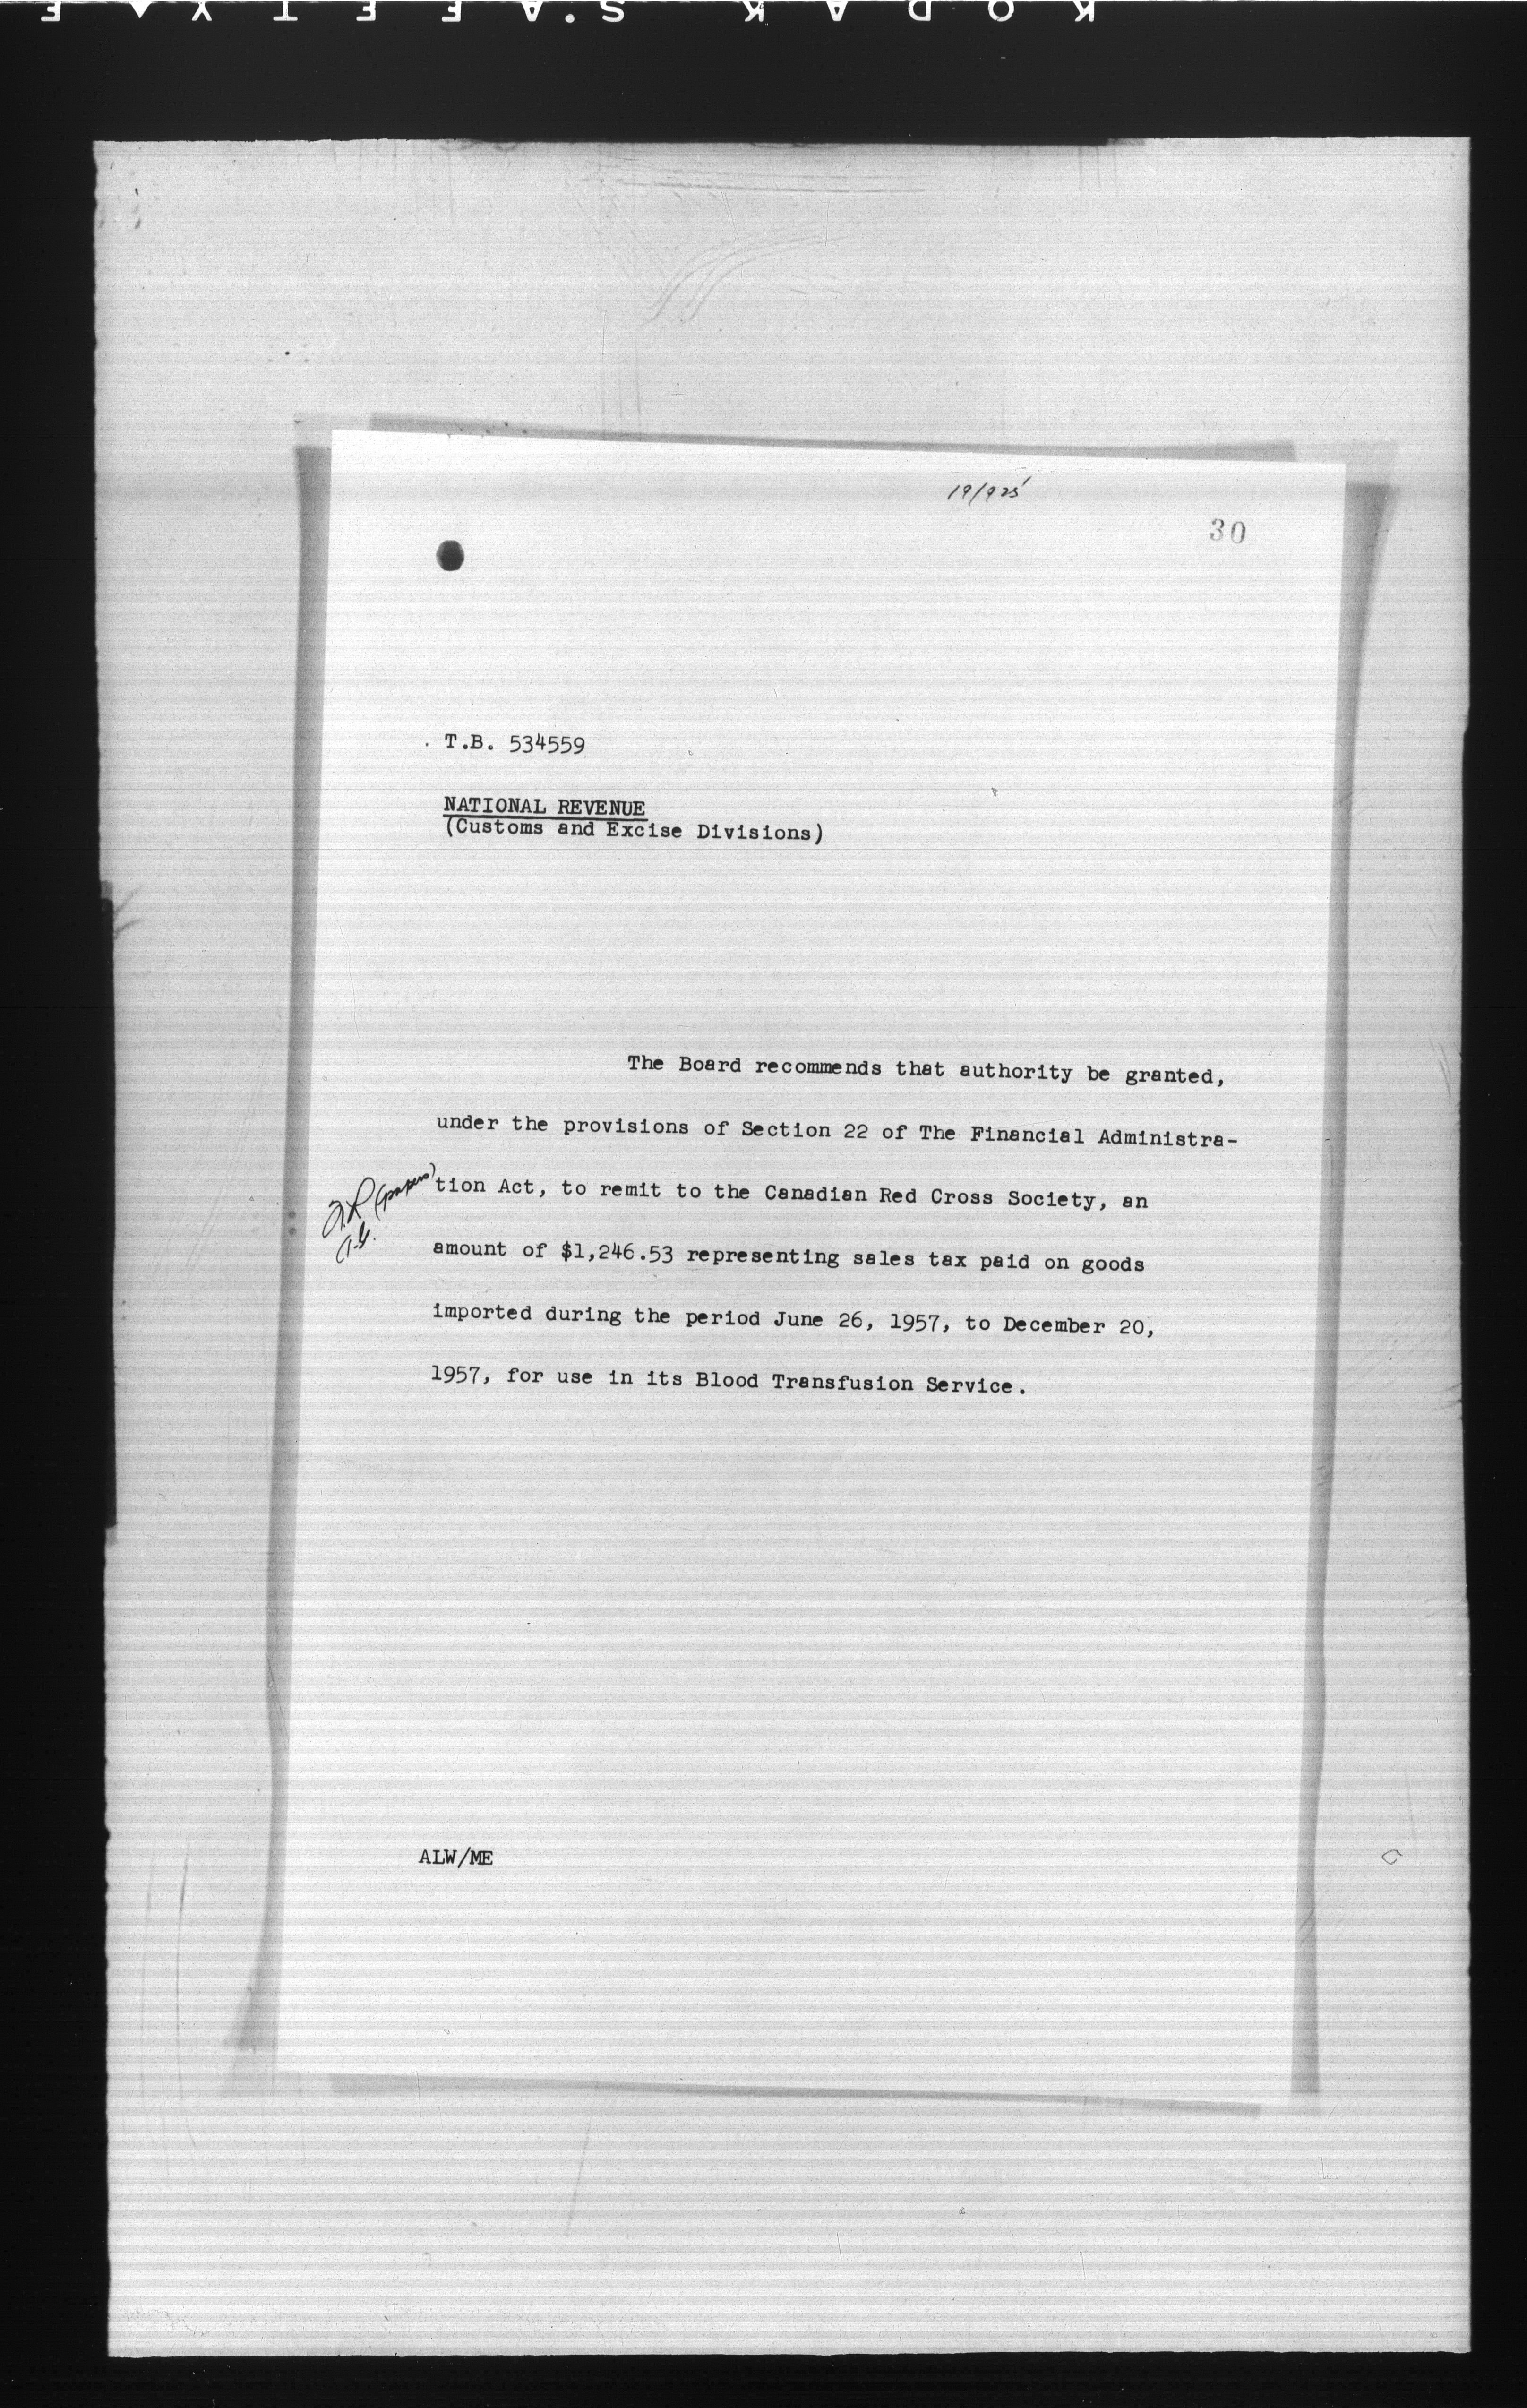 KODAK S.A.FETY
19/925
30
T.B. 534559
NATIONAL REVENUE
(Customs and Excise Divisions)
The Board recommends that authority be granted,
under the provisions of Section 22 of The Financial Administra-
(papers)
tion Act, to remit to the Canadian Red Cross Society, an
amount of $1,246.53 representing sales tax paid on goods
imported during the period June 26, 1957, to December 20,
1957, for use in its Blood Transfusion Service.
ALW/ME